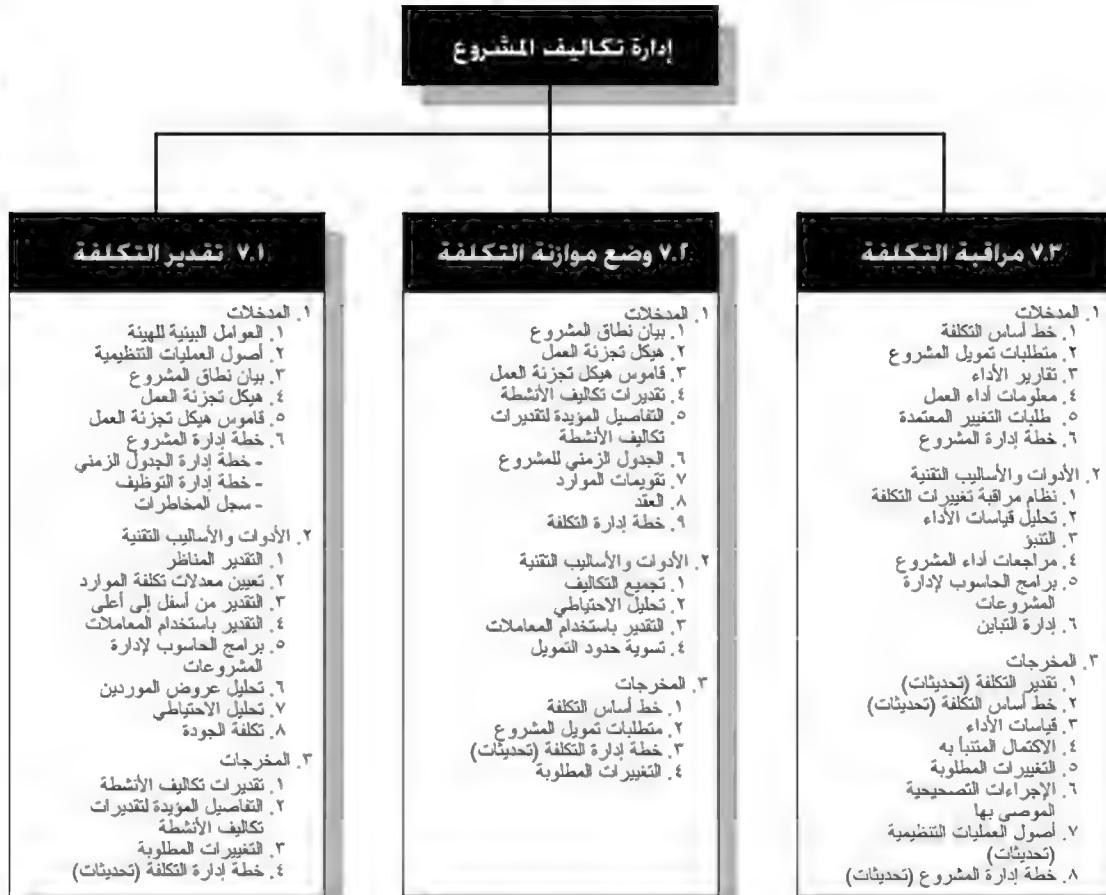 إدارة تكاليف المشروع
٧.١ تقدير التكلفة
١. المدخلات
١. العوامل البيئية للهيئة
٢. أصول العمليات التنظيمية
٣. بيان نطاق المشروع
٤. هيكل تجزئة العمل
٥. قاموس هيكل تجزئة العمل
٦. خطة إدارة المشروع
- خطة إدارة الجدول الزمني
- خطة إدارة التوظيف
- سجل المخاطرات
٢. الأدوات والأساليب التقنية
١. التقدير المناظر
٢. تعيين معدلات تكلفة الموارد
٣. التقدير من أسفل إلى أعلى
٤. التقدير باستخدام المعاملات
٥. برامج الحاسوب لإدارة
المشروعات
٦. تحليل عروض الموردين
٧. تحليل الاحتياطي
٨. تكلفة الجودة
٣. المخرجات
١. تقديرات تكاليف الأنشطة
٢. التفاصيل المؤيدة لتقديرات
تكاليف الأنشطة
٣. التغييرات المطلوبة
٤. خطة إدارة التكلفة (تحديثات)
٧.٢ وضع موازنة التكلفة
١. المدخلات
١. بيان نطاق المشروع
٢. هيكل تجزئة العمل
٣. قاموس هيكل تجزئة العمل
٤. تقديرات تكاليف الأنشطة
٥. التفاصيل المؤيدة لتقديرات
تكاليف الأنشطة
٦. الجدول الزمني للمشروع
٧. تقويمات الموارد
٨. العقد
٩. خطة إدارة التكلفة
٢. الأدوات والأساليب التقنية
١. تجميع التكاليف
٢. تحليل الاحتياطي
٣. التقدير باستخدام المعاملات
٤. تسوية حدود التمويل
٣. المخرجات
١. خط أساس التكلفة
٢. متطلبات تمويل المشروع
٣. خطة إدارة التكلفة (تحديثات)
٤. التغييرات المطلوبة
٧.٣ مراقبة التكلفة
١. المدخلات
١. خط أساس التكلفة
٢. متطلبات تمويل المشروع
٣. تقارير الأداء
٤. معلومات أداء العمل
٥. طلبات التغيير المعتمدة
٦. خطة إدارة المشروع
٢. الأدوات والأساليب التقنية
١. نظام مراقبة تغييرات التكلفة
٢. تحليل قياسات الأداء
٣. التنبؤ
٤. مراجعات أداء المشروع
٥. برامج الحاسوب لإدارة
المشروعات
٦. إدارة التباين
٣. المخرجات
١. تقدير التكلفة (تحديثات)
٢. خط أساس التكلفة (تحديثات)
٣. قياسات الأداء
٤. الاكتمال المتنبأ به
٥. التغييرات المطلوبة
٦. الإجراءات التصحيحية
الموصى بها
٧. أصول العمليات التنظيمية
(تحديثات)
٨. خطة إدارة المشروع (تحديثات)